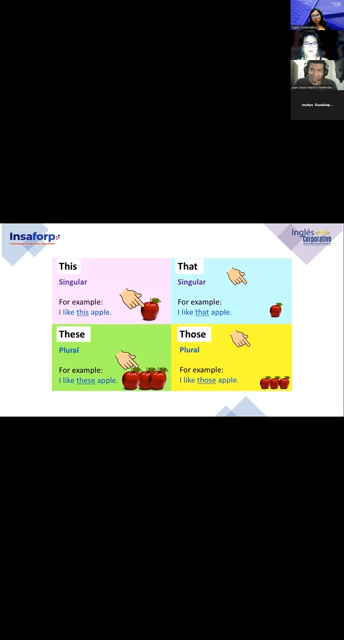 Insaforp
Inglés
Corporativo
This
Singular
For example:
I like this apple.
That
Singular
For example:
I like that apple.
These
Plural
For example:
I like these apple.
Those
Plural
For example:
I like those apple.